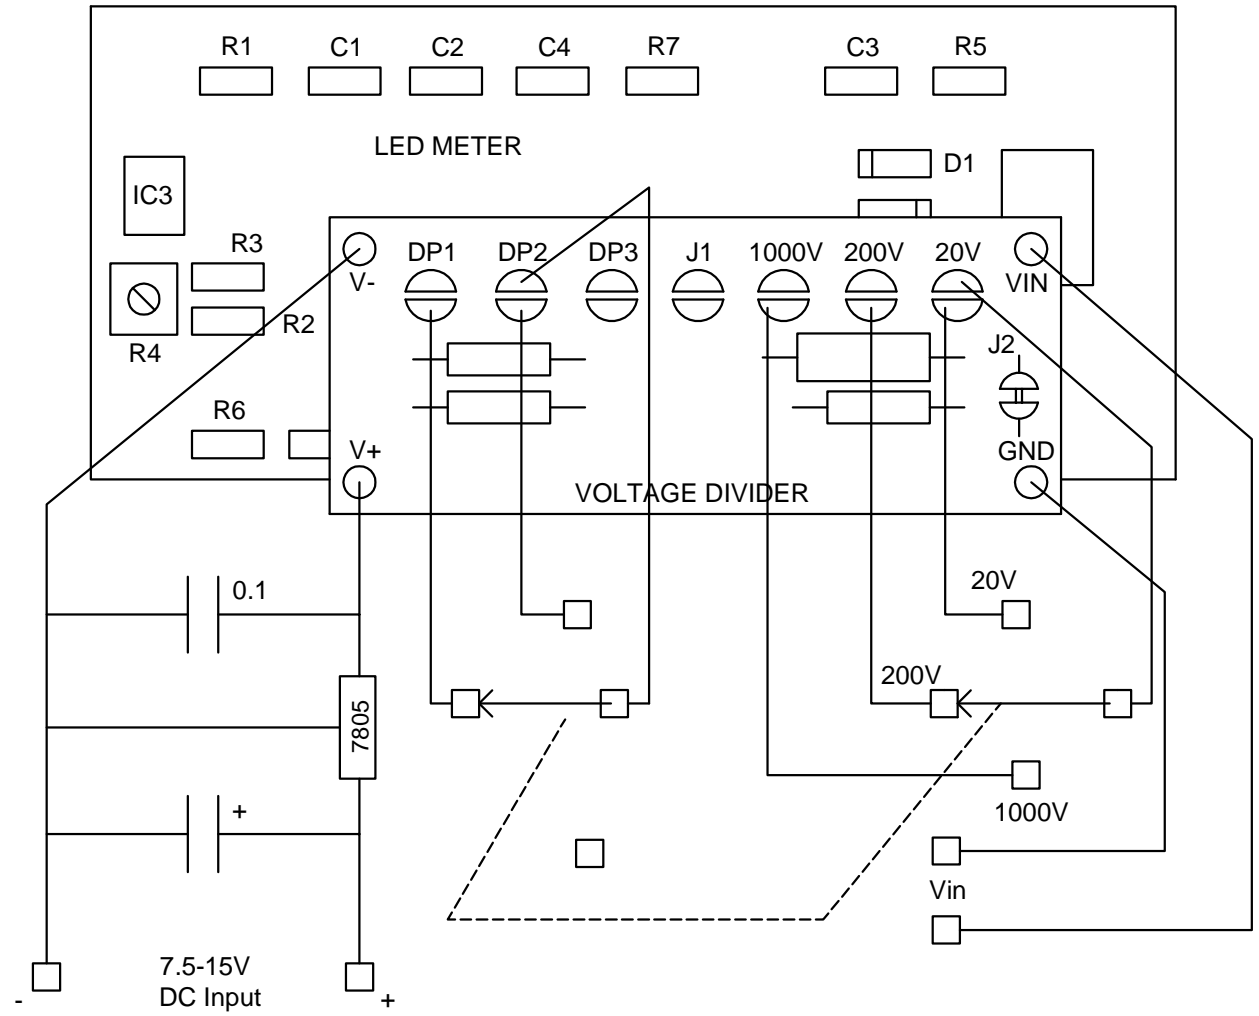 R1 C1 C2 C4 R7 C3 R5
LED METER
D1
IC3
R3
DP1 DP2 DP3 J1 1000V 200V 20V
V- VIN
R2
R4
J2
R6
V+ GND
VOLTAGE DIVIDER
0.1
20V
200V
7805
+
1000V
Vin
7.5-15V
DC Input
- +